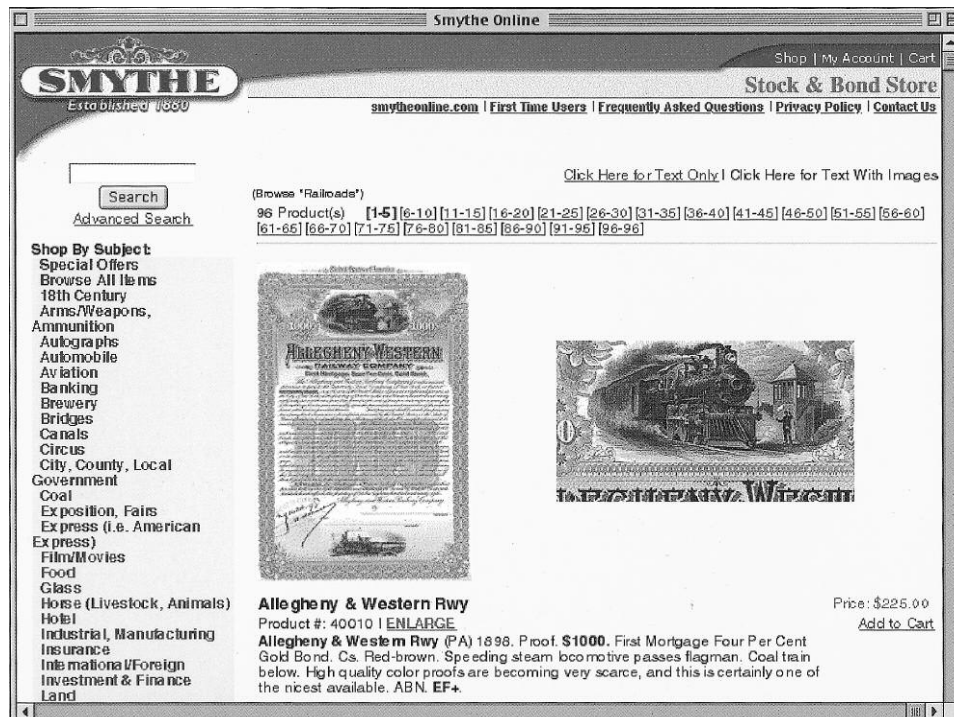 Smythe Online
Shop | My Account | Cart
SMYTHE
Established 1880
Stock & Bond Store
smytheonline.com | First Time Users | Frequently Asked Questions | Privacy Policy | Contact Us
Click Here for Text Only | Click Here for Text With Images
Search
Advanced Search
(Browse "Railroads")
96 Product(s) [1-5] [6-10] [11-15] [16-20] [21-25] [26-30] [31-35] [36-40] [41-45] [46-50] [51-55] [56-60]
[61-65] [66-70] [71-75] [76-80] [81-85] [86-90] [91-95] [96-96]
Shop By Subject:
Special Offers
Browse All Items
18th Century
Arms/Weapons,
Ammunition
Autographs
Automobile
Aviation
Banking
Brewery
Bridges
Canals
Circus
City, County, Local
Government
Coal
Exposition, Fairs
Express (i.e. American
Express)
Film/Movies
Food
Glass
Horse (Livestock, Animals)
Hotel
Industrial, Manufacturing
Insurance
International/Foreign
Investment & Finance
Land
1000 1000
ALLEGHENY WESTERN
RAILWAY COMPANY
Allegheny & Western Rwy
Price: $225.00
Product #: 40010 | ENLARGE
Add to Cart
Allegheny & Western Rwy (PA) 1898. Proof. $1000. First Mortgage Four Per Cent
Gold Bond. Cs. Red-brown. Speeding steam locomotive passes flagman. Coal train
below. High quality color proofs are becoming very scarce, and this is certainly one of
the nicest available. ABN. EF+.